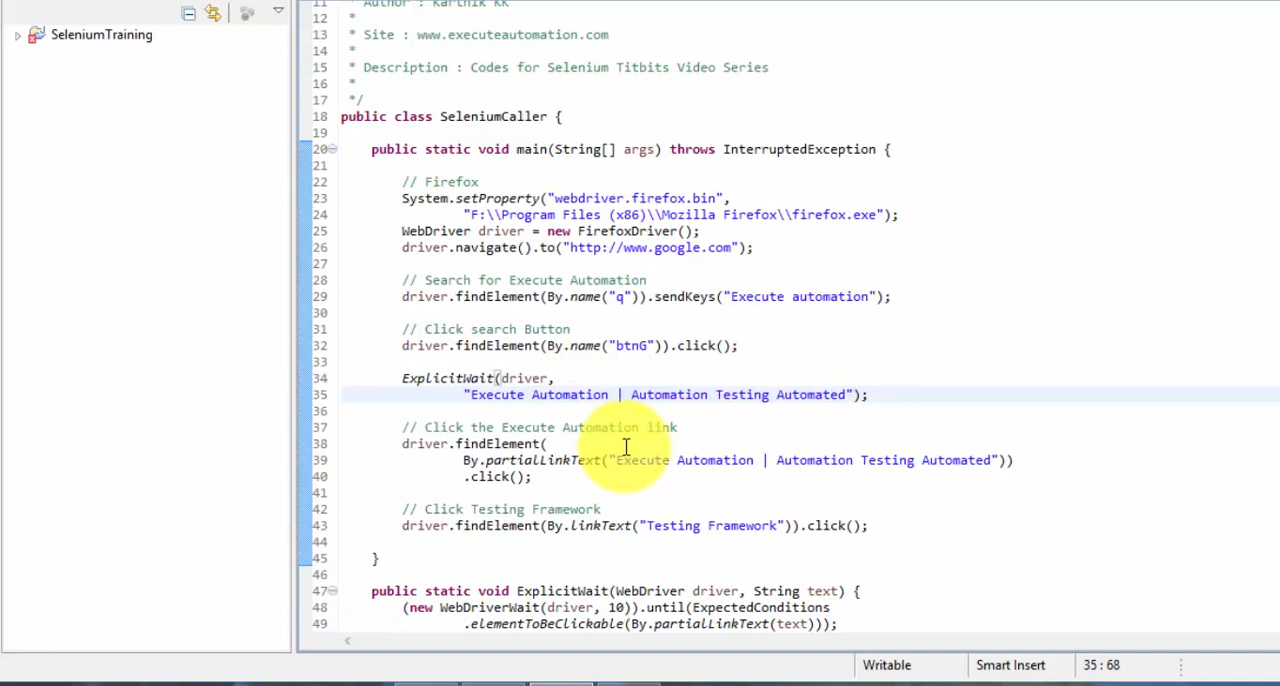 SeleniumTraining
11 * Author : Karthik KK
12 *
13 * Site : www.executeautomation.com
14 *
15 * Description : Codes for Selenium Titbits Video Series
16 *
17 */
18 public class SeleniumCaller {
19
20 public static void main(String[] args) throws InterruptedException {
21
22 // Firefox
23 System.setProperty("webdriver.firefox.bin",
24 "F:\\Program Files (x86)\\Mozilla Firefox\\firefox.exe");
25 WebDriver driver = new FirefoxDriver();
26 driver.navigate().to("http://www.google.com");
27
28 // Search for Execute Automation
29 driver.findElement(By.name("q")).sendKeys("Execute automation");
30
31 // Click search Button
32 driver.findElement(By.name("btnG")).click();
33
34 ExplicitWait(driver,
35 "Execute Automation | Automation Testing Automated");
36
37 // Click the Execute Automation link
38 driver.findElement(
39 By.partialLinkText("Execute Automation | Automation Testing Automated"))
40 .click();
41
42 // Click Testing Framework
43 driver.findElement(By.linkText("Testing Framework")).click();
44
45 }
46
47 public static void ExplicitWait(WebDriver driver, String text) {
48 (new WebDriverWait(driver, 10)).until(ExpectedConditions
49 .elementToBeClickable(By.partialLinkText(text)));
Writable Smart Insert 35 : 68